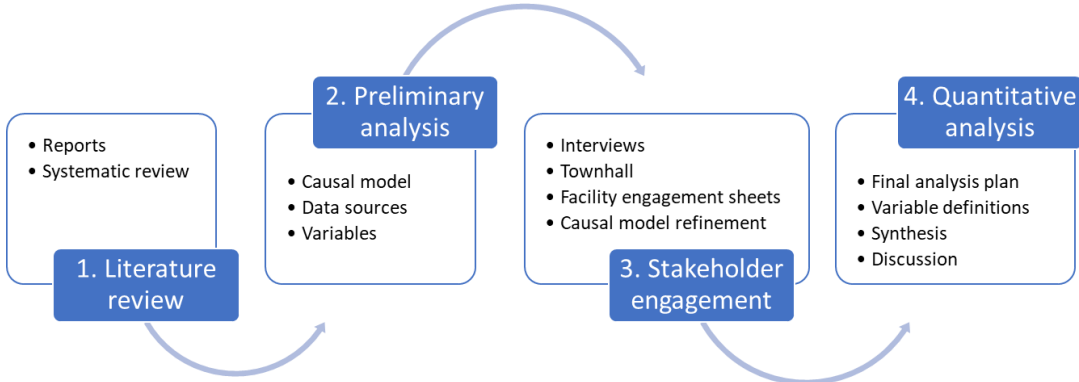 • Reports
• Systematic review
1. Literature
review
2. Preliminary
analysis
• Causal model
• Data sources
• Variables
• Interviews
• Townhall
• Facility engagement sheets
• Causal model refinement
3. Stakeholder
engagement
4. Quantitative
analysis
• Final analysis plan
• Variable definitions
• Synthesis
• Discussion